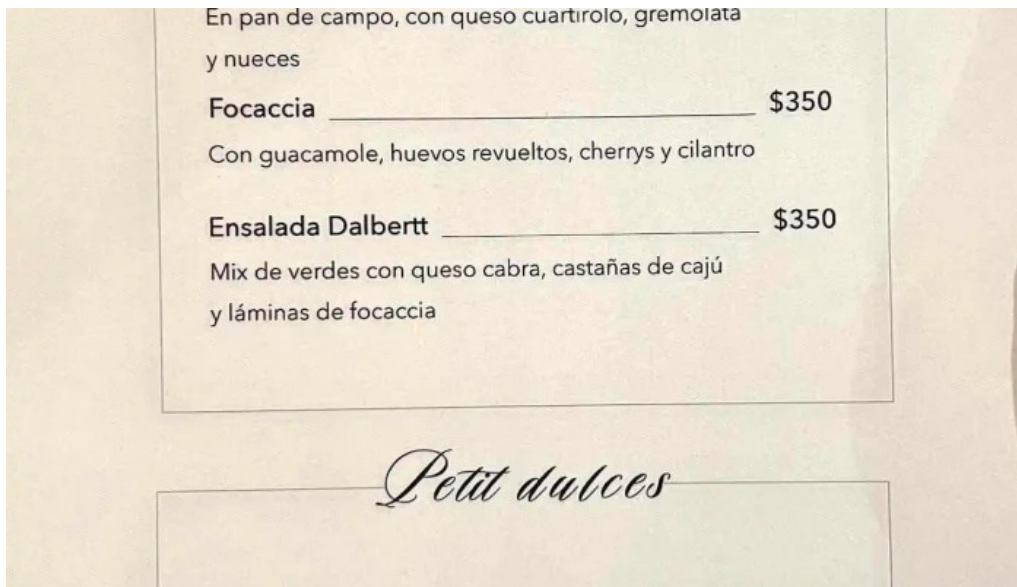 En pan de campo, con queso cuartirolo, gremolata
y nueces
Focaccia $350
Con guacamole, huevos revueltos, cherrys y cilantro
Ensalada Dalbertt $350
Mix de verdes con queso cabra, castañas de cajú
y láminas de focaccia
Petit dulces